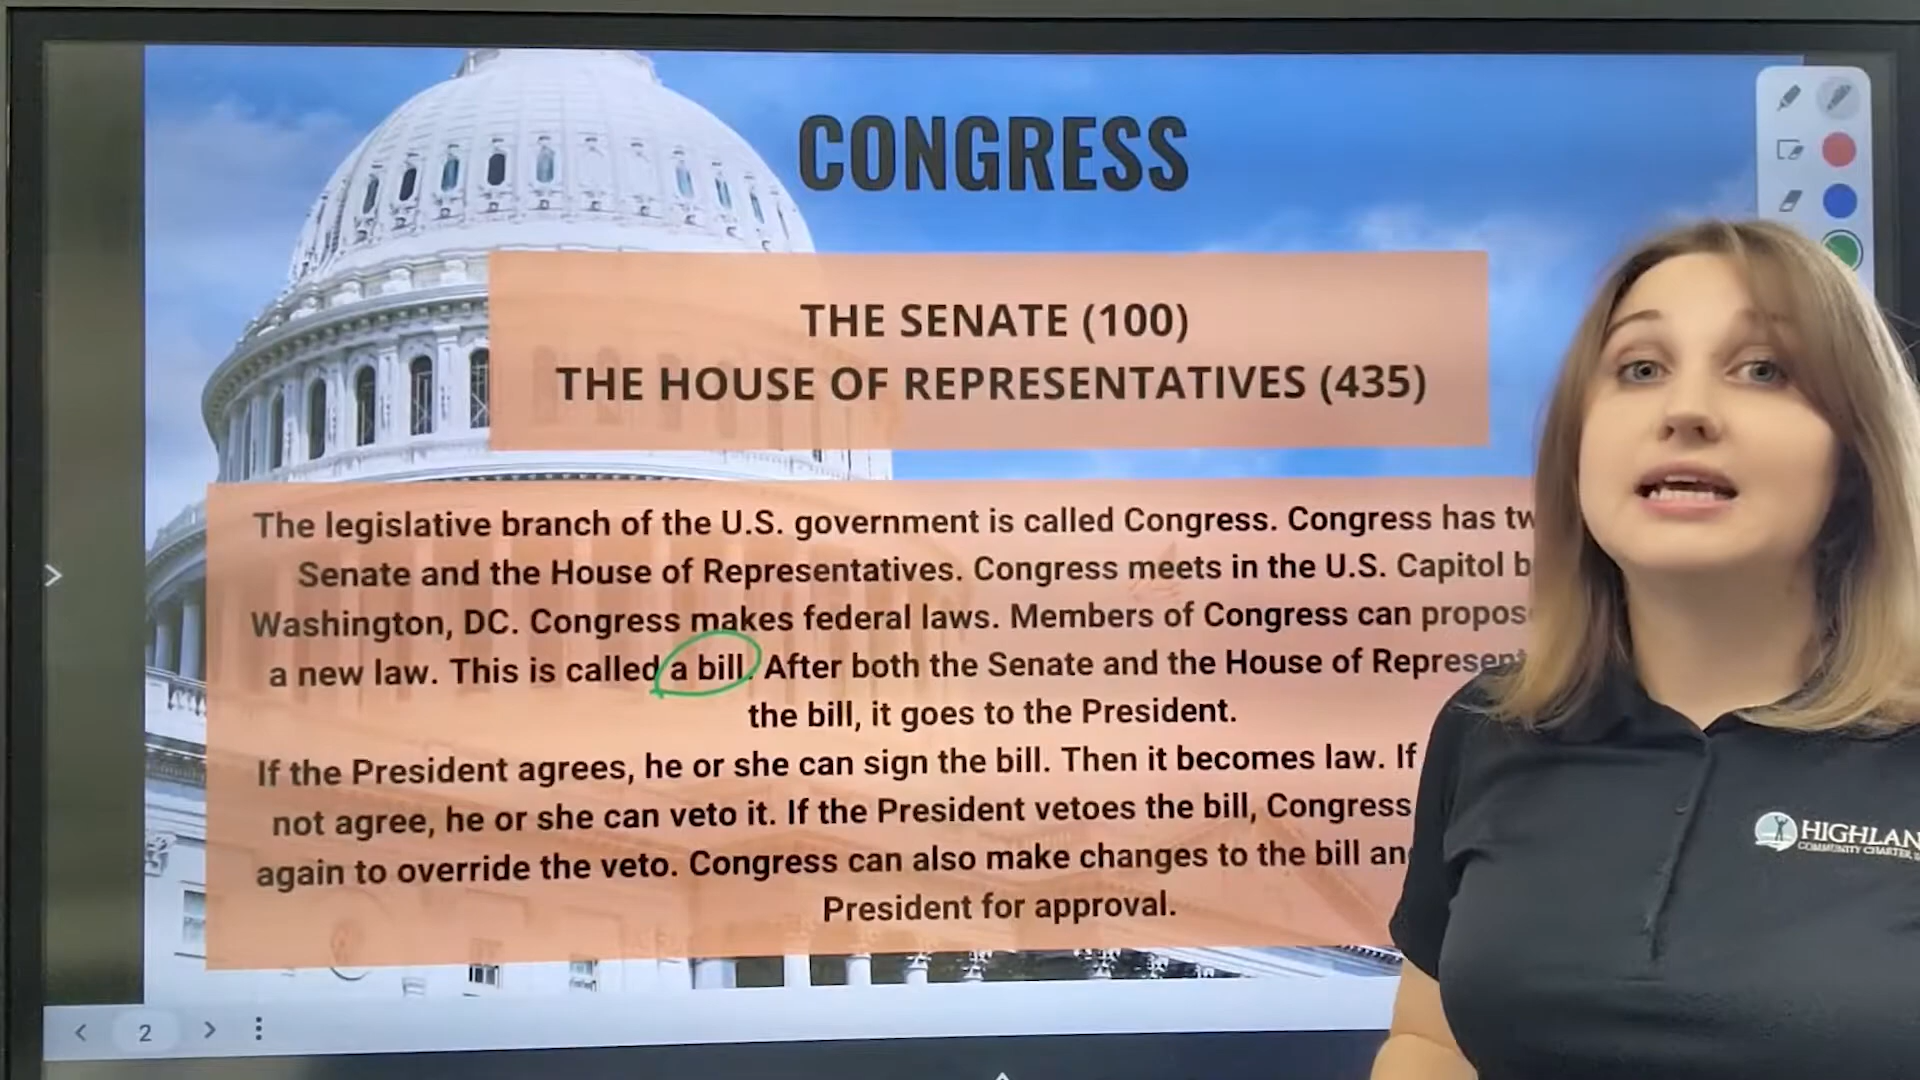 CONGRESS
THE SENATE (100)
THE HOUSE OF REPRESENTATIVES (435)
The legislative branch of the U.S. government is called Congress. Congress has
Senate and the House of Representatives. Congress meets in the U.S. Capitol
Washington, DC. Congress makes federal laws. Members of Congress can
a new law. This is called a bill. After both the Senate and the House of
the bill, it goes to the President.
If the President agrees, he or she can sign the bill. Then it becomes law. If
not agree, he or she can veto it. If the President vetoes the bill, Congress
again to override the veto. Congress can also make changes to the bill
President for approval.
HIGHLAN
COMMUNITY CHARTER
2